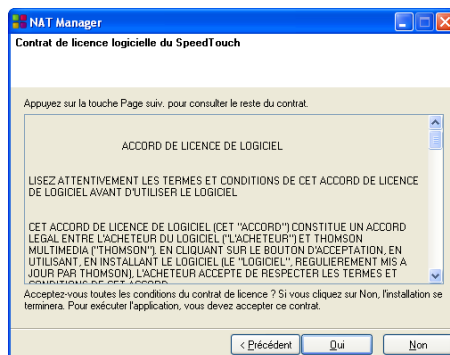 NAT Manager
Contrat de licence logicielle du SpeedTouch
Appuyez sur la touche Page suiv. pour consulter le reste du contrat.
ACCORD DE LICENCE DE LOGICIEL
LISEZ ATTENTIVEMENT LES TERMES ET CONDITIONS DE CET ACCORD DE LICENCE
DE LOGICIEL AVANT D'UTILISER LE LOGICIEL
CET ACCORD DE LICENCE DE LOGICIEL (CET "ACCORD") CONSTITUE UN ACCORD
LEGAL ENTRE L'ACHETEUR DU LOGICIEL ("L'ACHETEUR") ET THOMSON
MULTIMEDIA ("THOMSON"). EN CLIQUANT SUR LE BOUTON D'ACCEPTATION, EN
UTILISANT, EN INSTALLANT LE LOGICIEL (LE "LOGICIEL", REGULIEREMENT MIS A
JOUR PAR THOMSON), L'ACHETEUR ACCEPTE DE RESPECTER LES TERMES ET
CONDITIONS DE CET ACCORD
Acceptez-vous toutes les conditions du contrat de licence ? Si vous cliquez sur Non, l'installation se
terminera. Pour exécuter l'application, vous devez accepter ce contrat.
< Précédent Oui Non